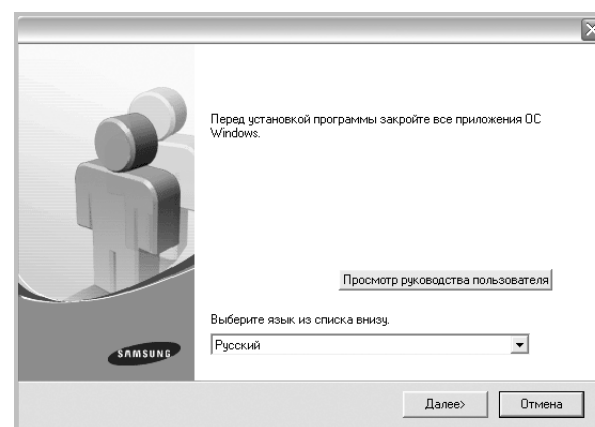 Перед установкой программы закройте все приложения ОС
Windows.
Просмотр руководства пользователя
Выберите язык из списка внизу.
Русский
SAMSUNG
Далее>
Отмена